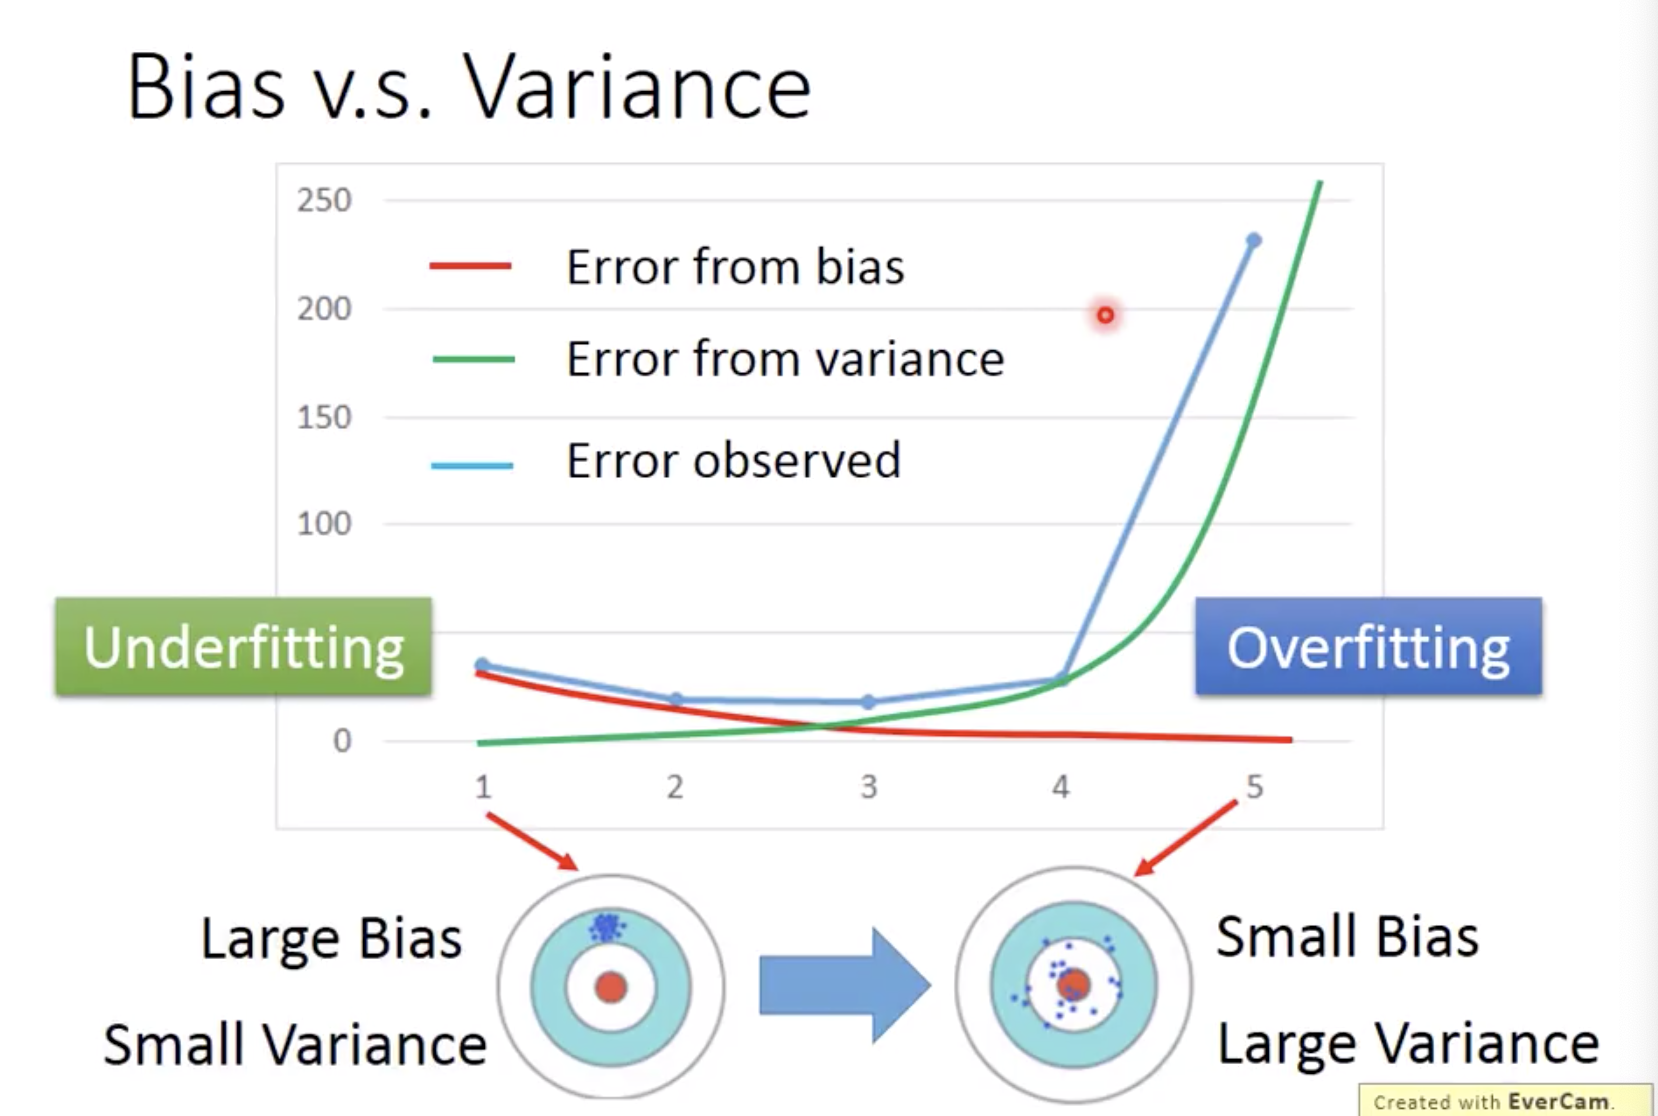 Bias v.s. Variance
250
Error from bias
200
Error from variance
150
Error observed
100
Underfitting
Overfitting
0
1 2 3 4 5
Large Bias
Small Variance
Small Bias
Large Variance
Created with EverCam.